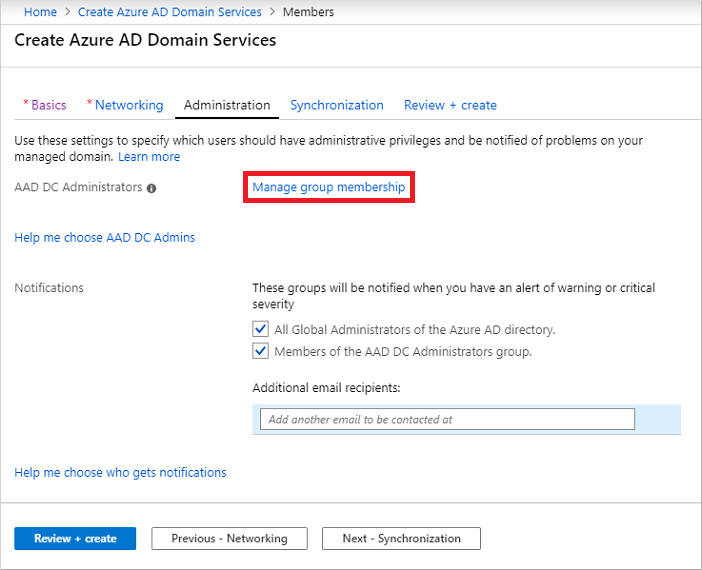 Home > Create Azure AD Domain Services > Members
Create Azure AD Domain Services
* Basics * Networking Administration Synchronization Review + create
Use these settings to specify which users should have administrative privileges and be notified of problems on your
managed domain. Learn more
AAD DC Administrators Manage group membership
Help me choose AAD DC Admins
Notifications These groups will be notified when you have an alert of warning or critical
severity
All Global Administrators of the Azure AD directory.
Members of the AAD DC Administrators group.
Additional email recipients:
Add another email to be contacted at
Help me choose who gets notifications
Review + create Previous - Networking Next - Synchronization